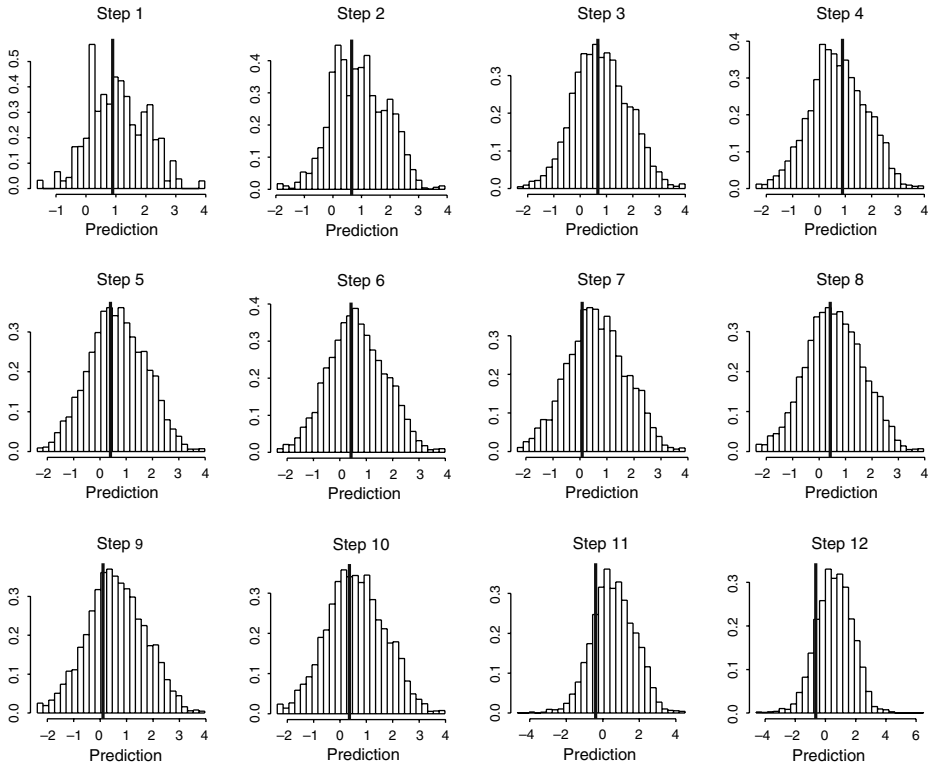 Step 1
Step 2
Step 3
Step 4
0.0 0.1 0.2 0.3 0.4 0.5
0.0 0.1 0.2 0.3 0.4
0.0 0.1 0.2 0.3
0.0 0.1 0.2 0.3 0.4
−1 0 1 2 3 4
−2 −1 0 1 2 3 4
−2 −1 0 1 2 3 4
−2 −1 0 1 2 3 4
Prediction
Prediction
Prediction
Prediction
Step 5
Step 6
Step 7
Step 8
0.0 0.1 0.2 0.3
0.0 0.1 0.2 0.3 0.4
0.0 0.1 0.2 0.3
0.0 0.1 0.2 0.3
−2 −1 0 1 2 3 4
−2 −1 0 1 2 3 4
−2 −1 0 1 2 3 4
−2 −1 0 1 2 3 4
Prediction
Prediction
Prediction
Prediction
Step 9
Step 10
Step 11
Step 12
0.0 0.1 0.2 0.3
0.0 0.1 0.2 0.3
0.0 0.1 0.2 0.3
0.0 0.1 0.2 0.3
−2 −1 0 1 2 3 4
−2 −1 0 1 2 3 4
−4 −2 0 2 4
−4 −2 0 2 4 6
Prediction
Prediction
Prediction
Prediction